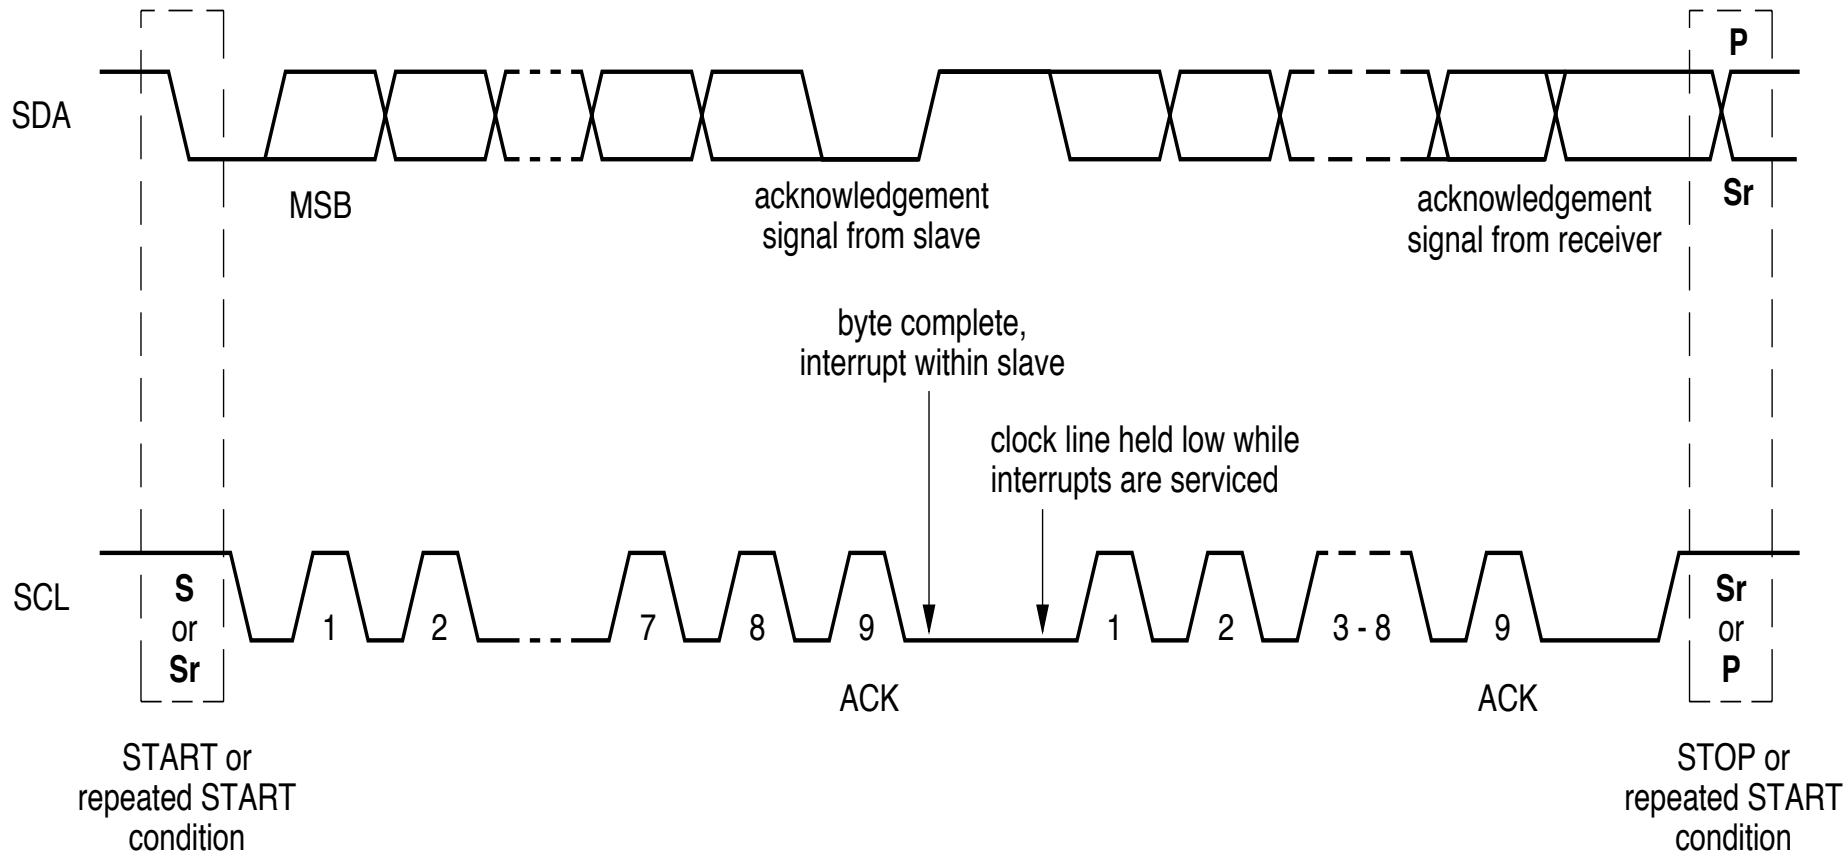 P
SDA
MSB
acknowledgement
signal from slave
acknowledgement
signal from receiver
Sr
byte complete,
interrupt within slave
clock line held low while
interrupts are serviced
SCL
S
or
Sr
1
2
7
8
9
1
2
3 - 8
9
Sr
or
P
ACK
ACK
START or
repeated START
condition
STOP or
repeated START
condition